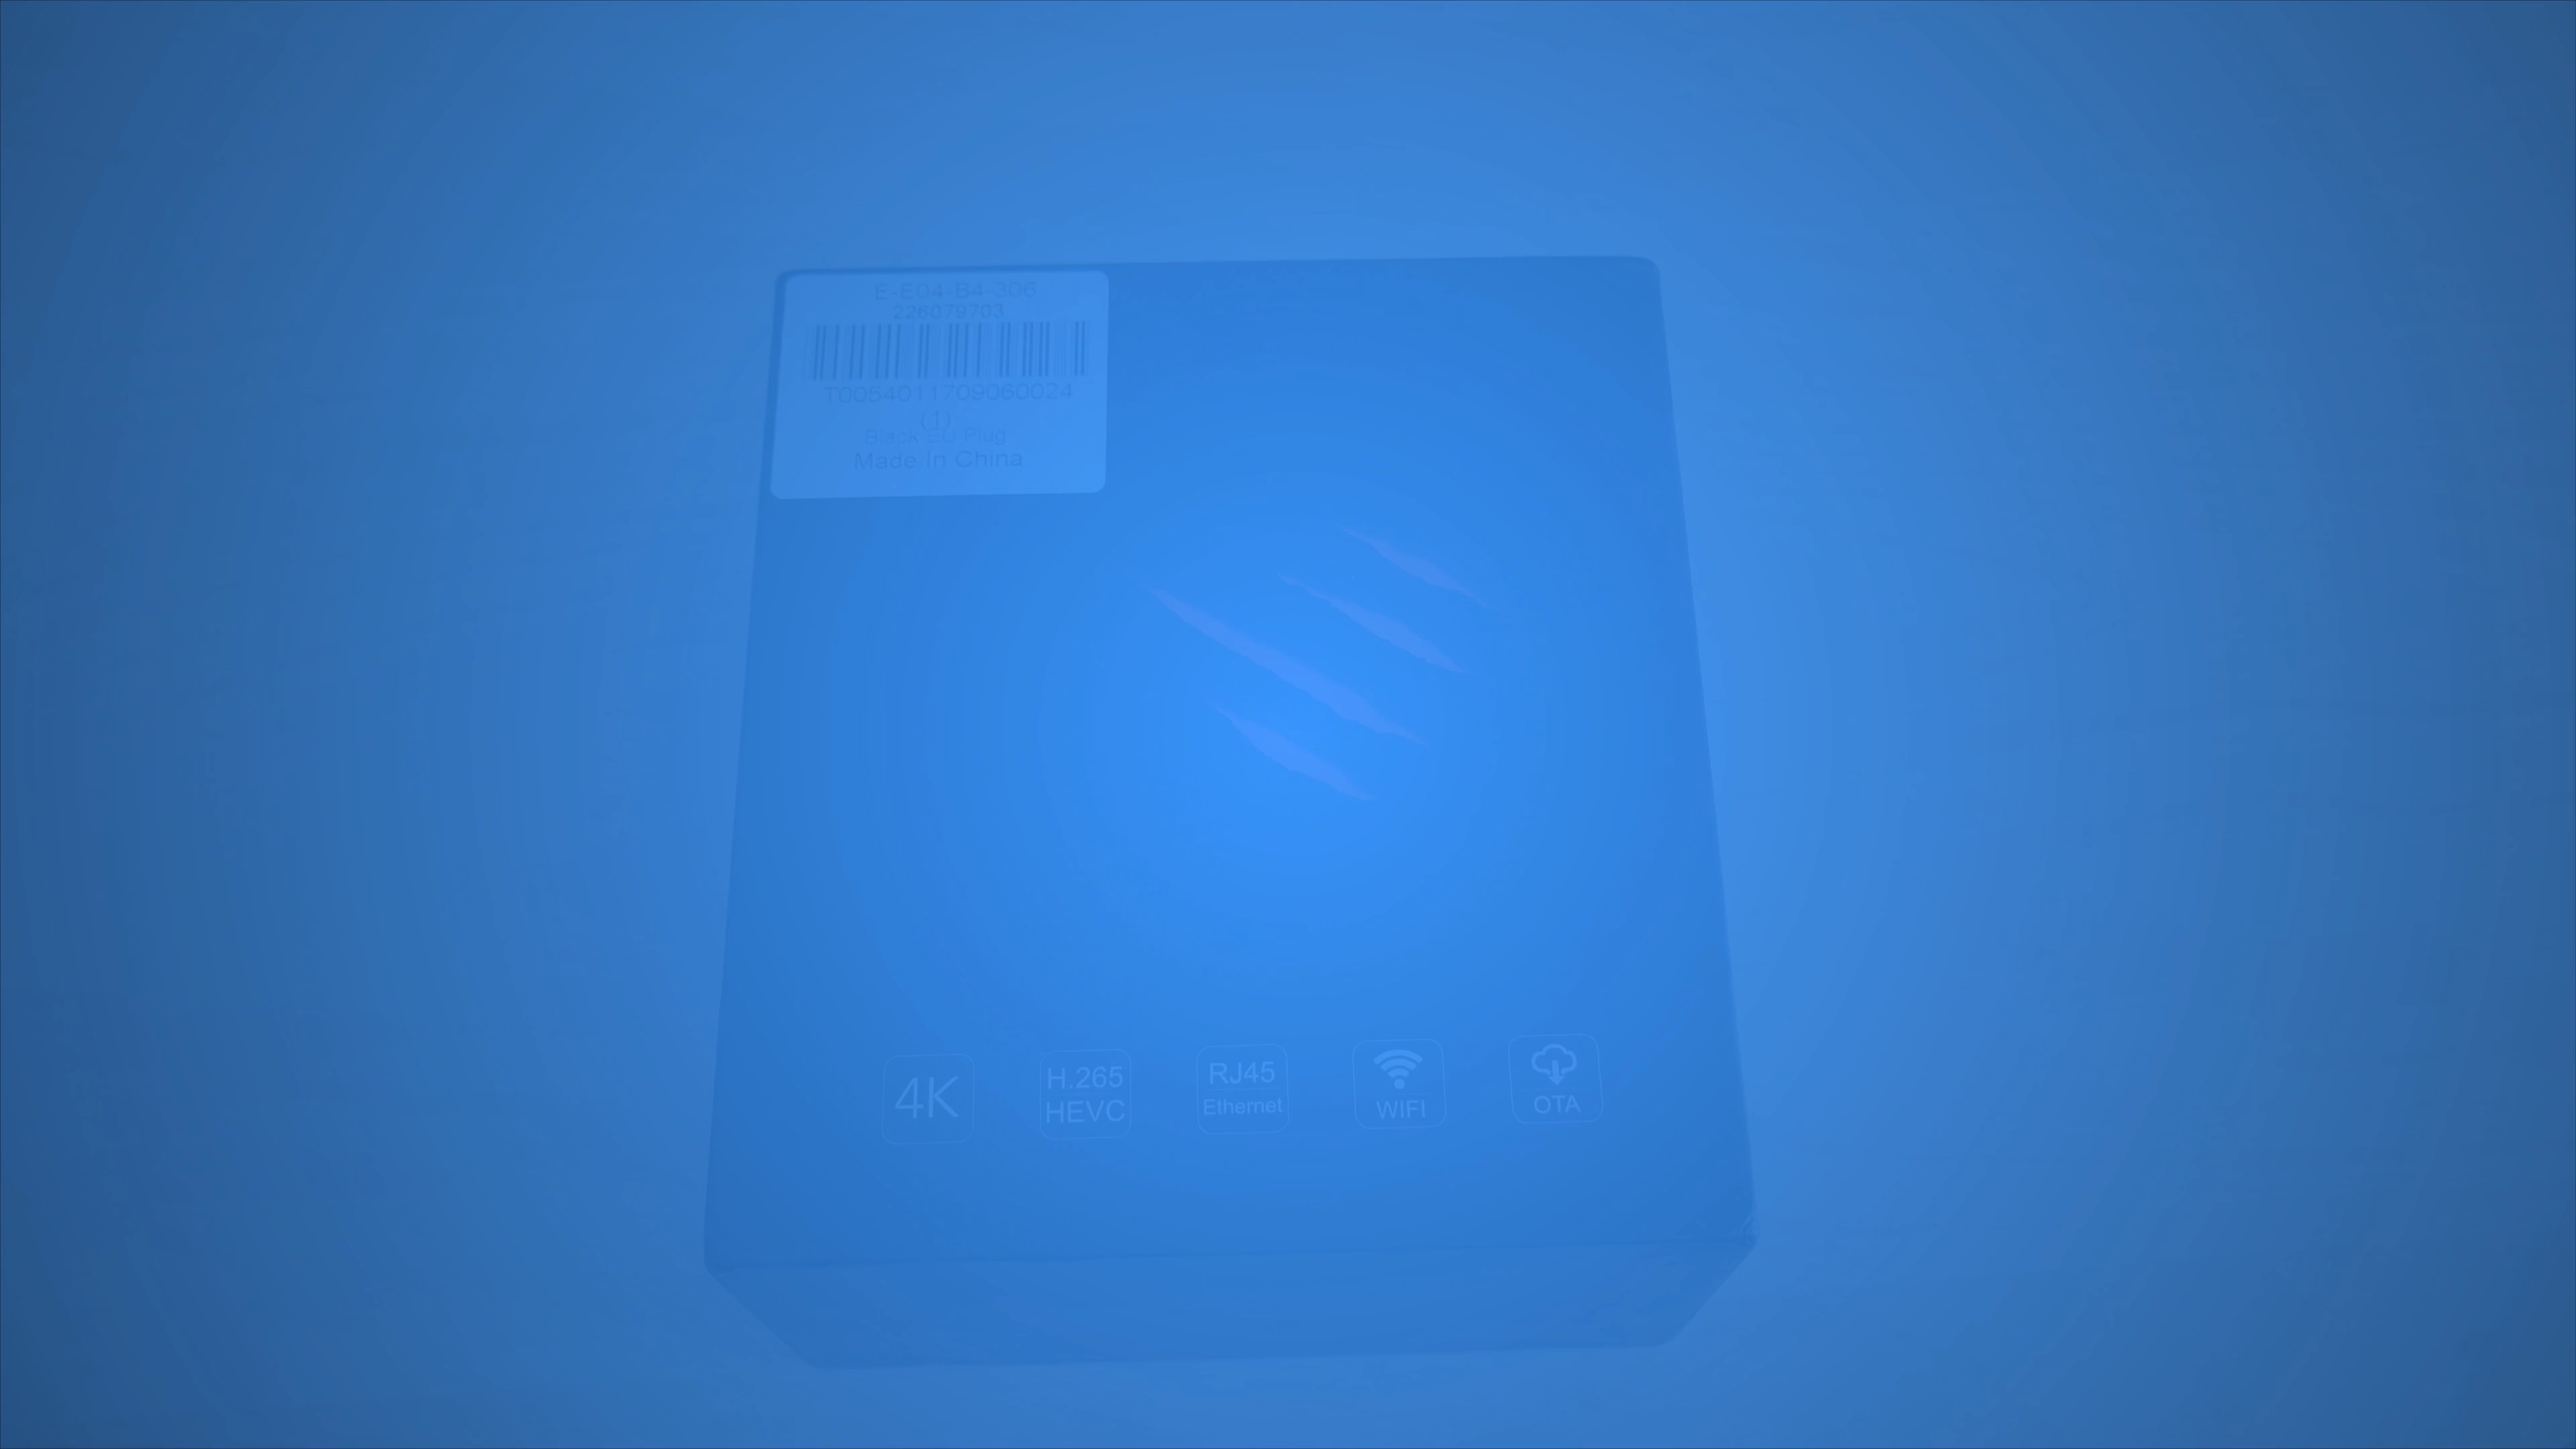 E-E04-B4-306
226079703
T0054011709060024
(1)
Black EU Plug
Made In China
4K
H.265
HEVC
RJ45
Ethernet
WIFI
OTA